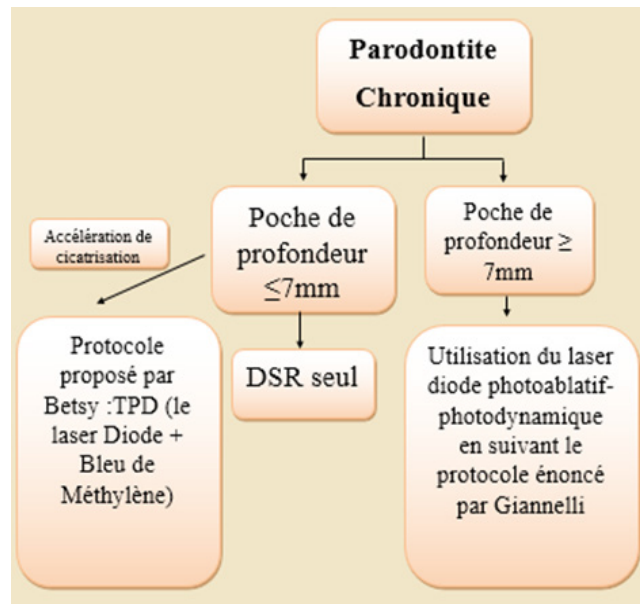 Parodontite
Chronique
Accélération de
cicatrisation
Poche de
profondeur
≤7mm
Poche de
profondeur ≥
7mm
Protocole
proposé par
Betsy :TPD (le
laser Diode +
Bleu de
Méthylène)
DSR seul
Utilisation du laser
diode photoablatif-
photodynamique
en suivant le
protocole énoncé
par Giannelli